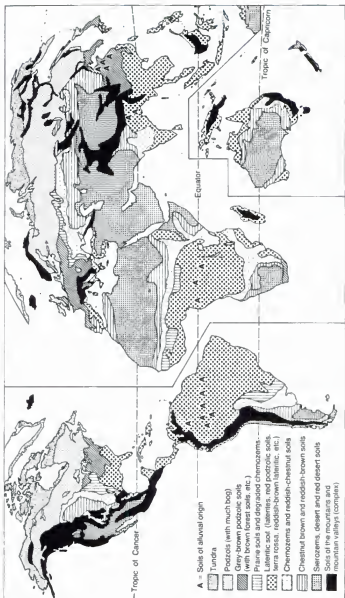 Tropic of Cancer
Equator
Tropic of Capricorn
A = Soils of alluvial origin
Tundra
Podzols (with much bog)
Grey-brown podzolic soils
(with brown forest soils, etc.)
Prairie soils and degraded chernozems
Lateritic soil (laterites, red podzolic soils,
terra rossa, reddish-brown lateritic, etc.)
Chernozems and reddish-chestnut soils
Chestnut brown and reddish-brown soils
Sierozems, desert and red desert soils
Soils of the mountains and
mountain valleys (complex)